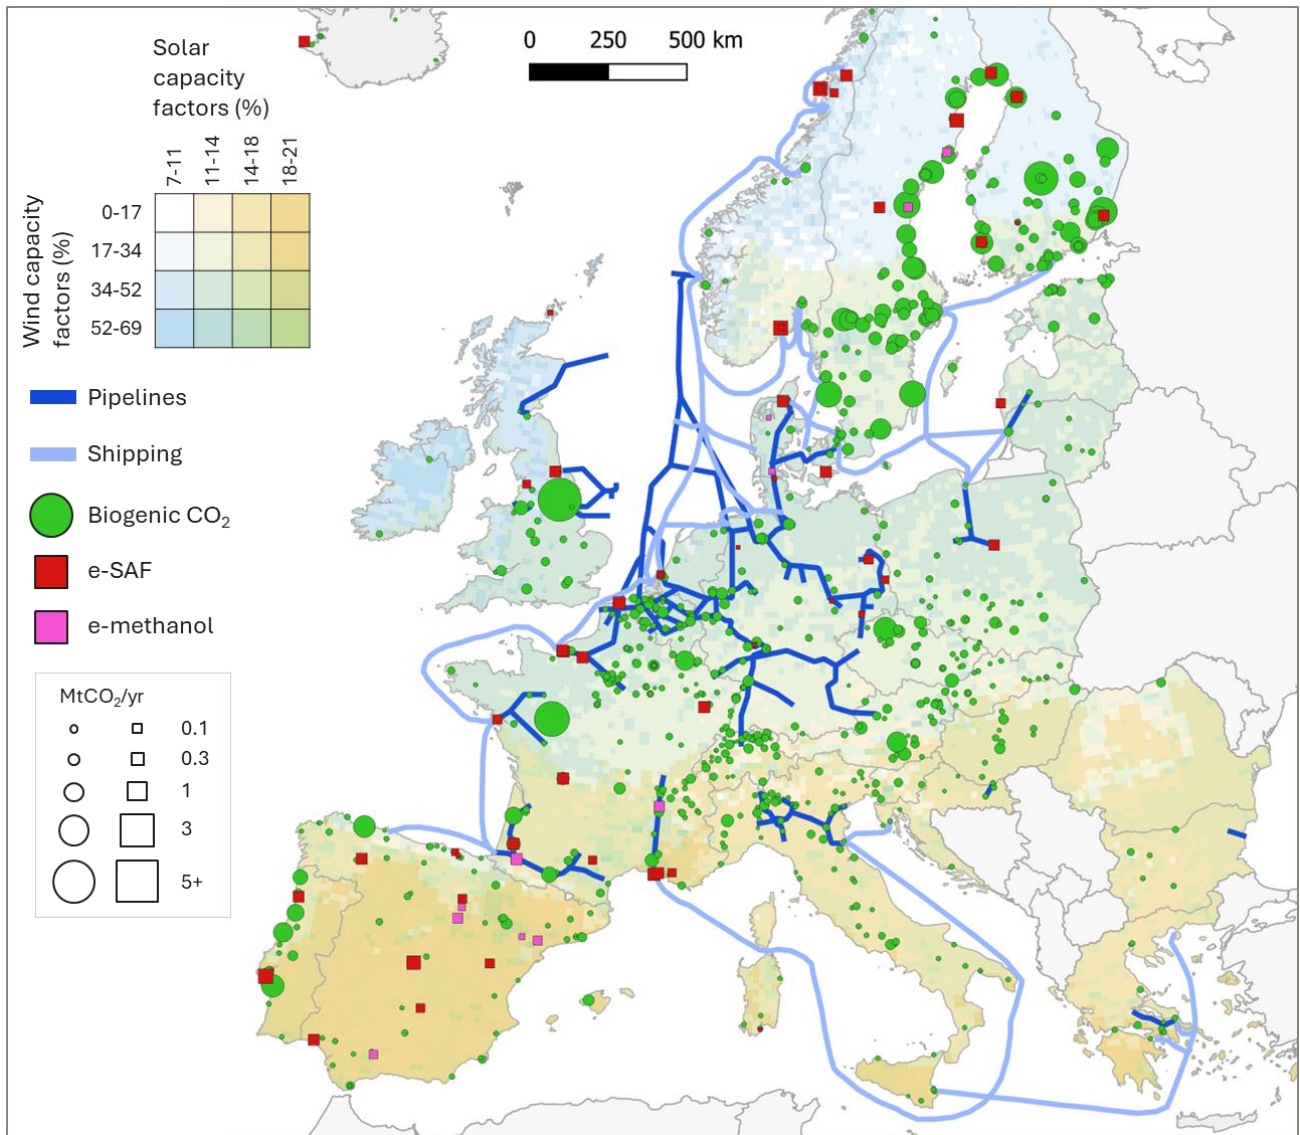 Solar
capacity
factors (%)
0 250 500 km
7-11 11-14 14-18 18-21
Wind capacity
factors (%)
0-17
17-34
34-52
52-69
Pipelines
Shipping
Biogenic CO₂
e-SAF
e-methanol
MtCO₂/yr
0.1
0.3
1
3
5+